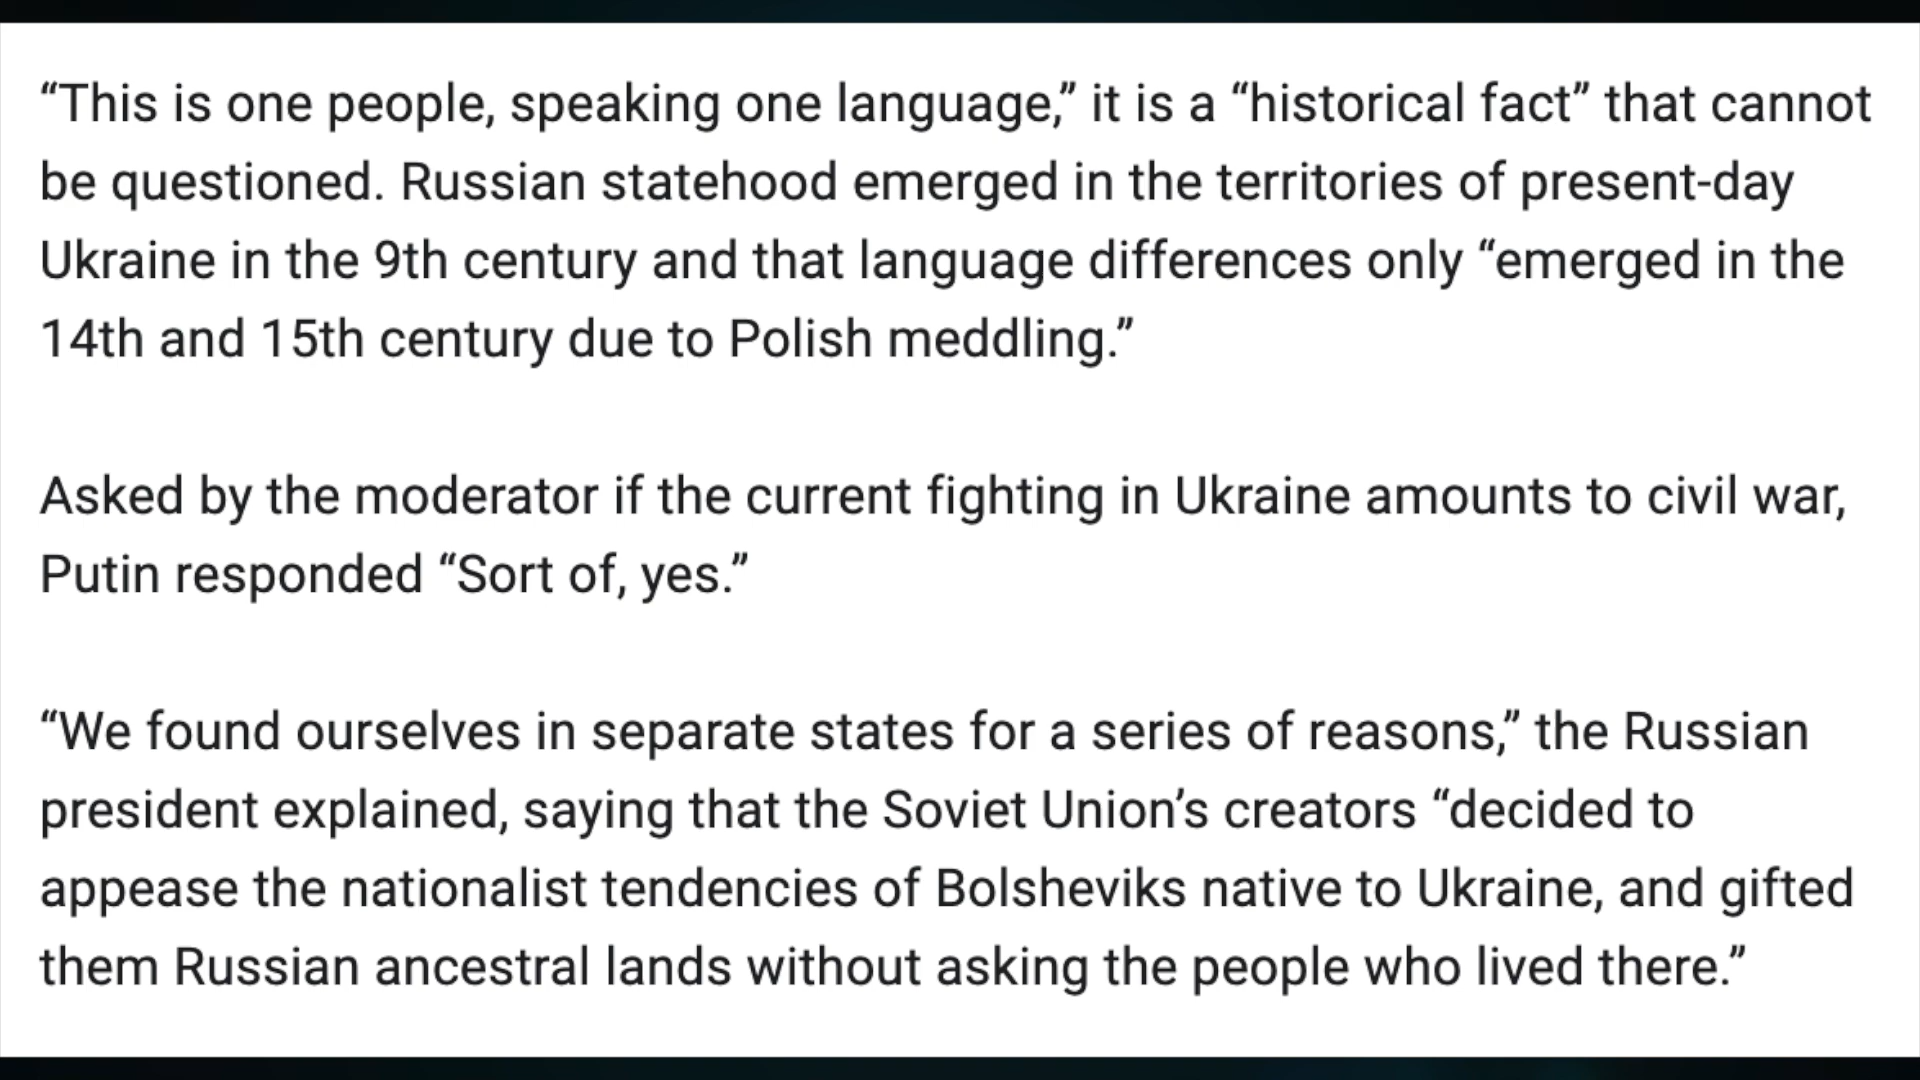 “This is one people, speaking one language,” it is a “historical fact” that cannot
be questioned. Russian statehood emerged in the territories of present-day
Ukraine in the 9th century and that language differences only “emerged in the
14th and 15th century due to Polish meddling.”
Asked by the moderator if the current fighting in Ukraine amounts to civil war,
Putin responded “Sort of, yes.”
“We found ourselves in separate states for a series of reasons,” the Russian
president explained, saying that the Soviet Union’s creators “decided to
appease the nationalist tendencies of Bolsheviks native to Ukraine, and gifted
them Russian ancestral lands without asking the people who lived there.”